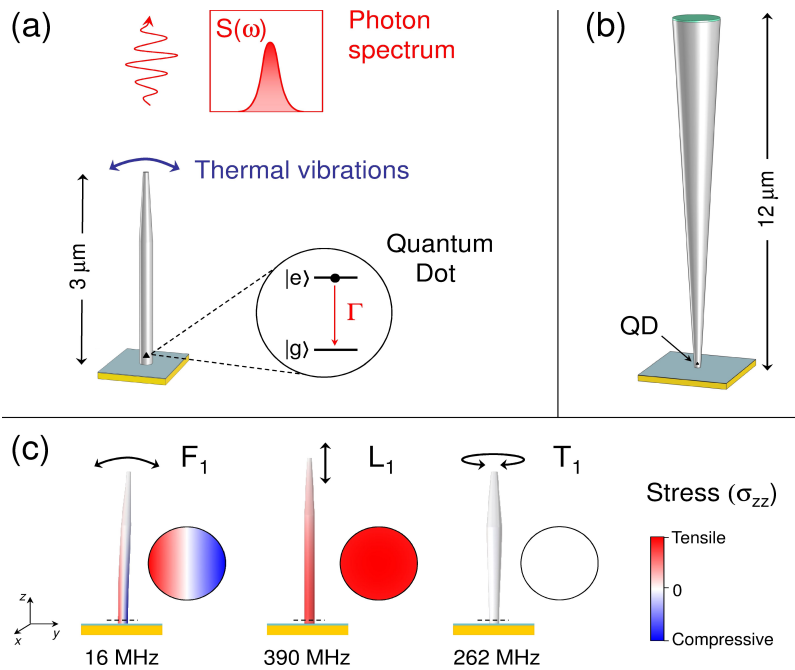 (a)
S(ω)
Photon
spectrum
Thermal vibrations
3 μm
Quantum
Dot
|e⟩
Γ
|g⟩
(b)
12 μm
QD
(c)
F₁
L₁
T₁
Stress (σzz)
Tensile
0
Compressive
z
x
y
16 MHz
390 MHz
262 MHz